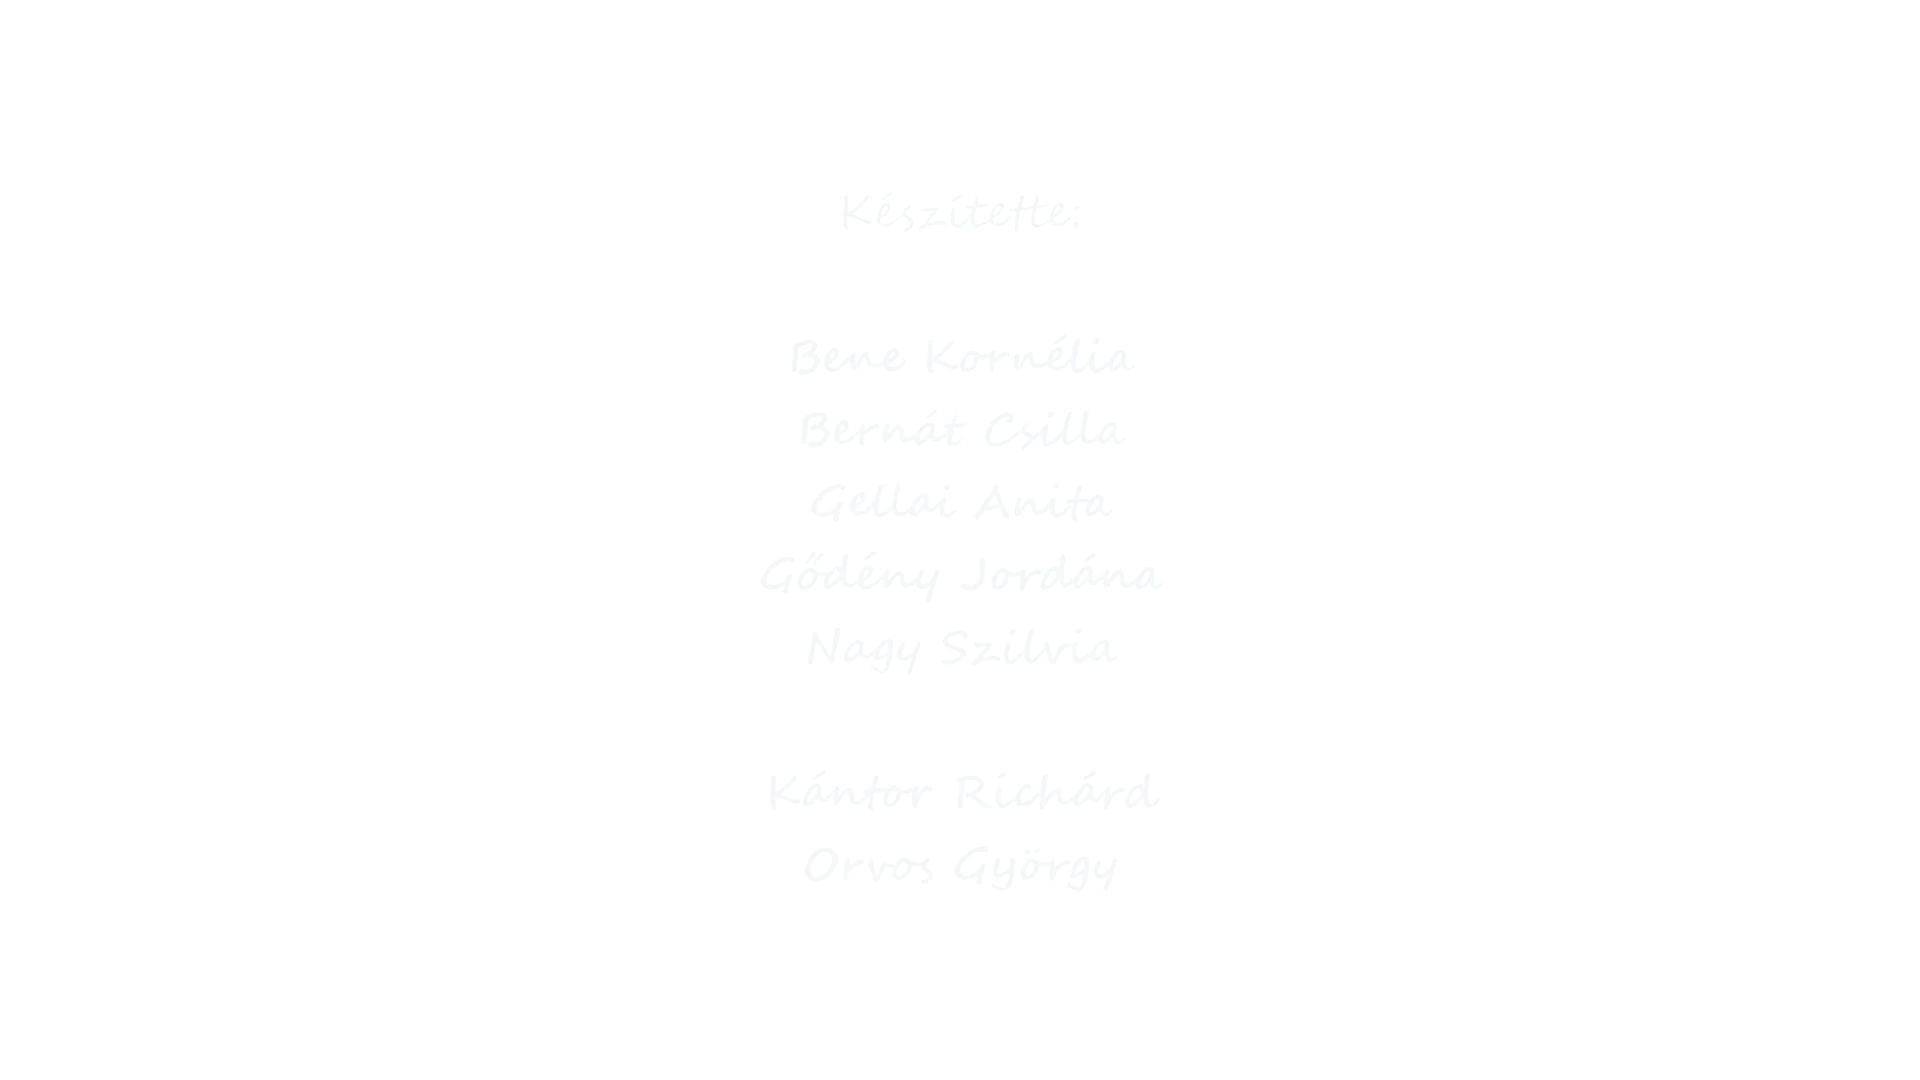 Készítette:
Bene Kornélia
Bernát Csilla
Gellai Anita
Gődény Jordána
Nagy Szilvia
Kántor Richárd
Orvos György